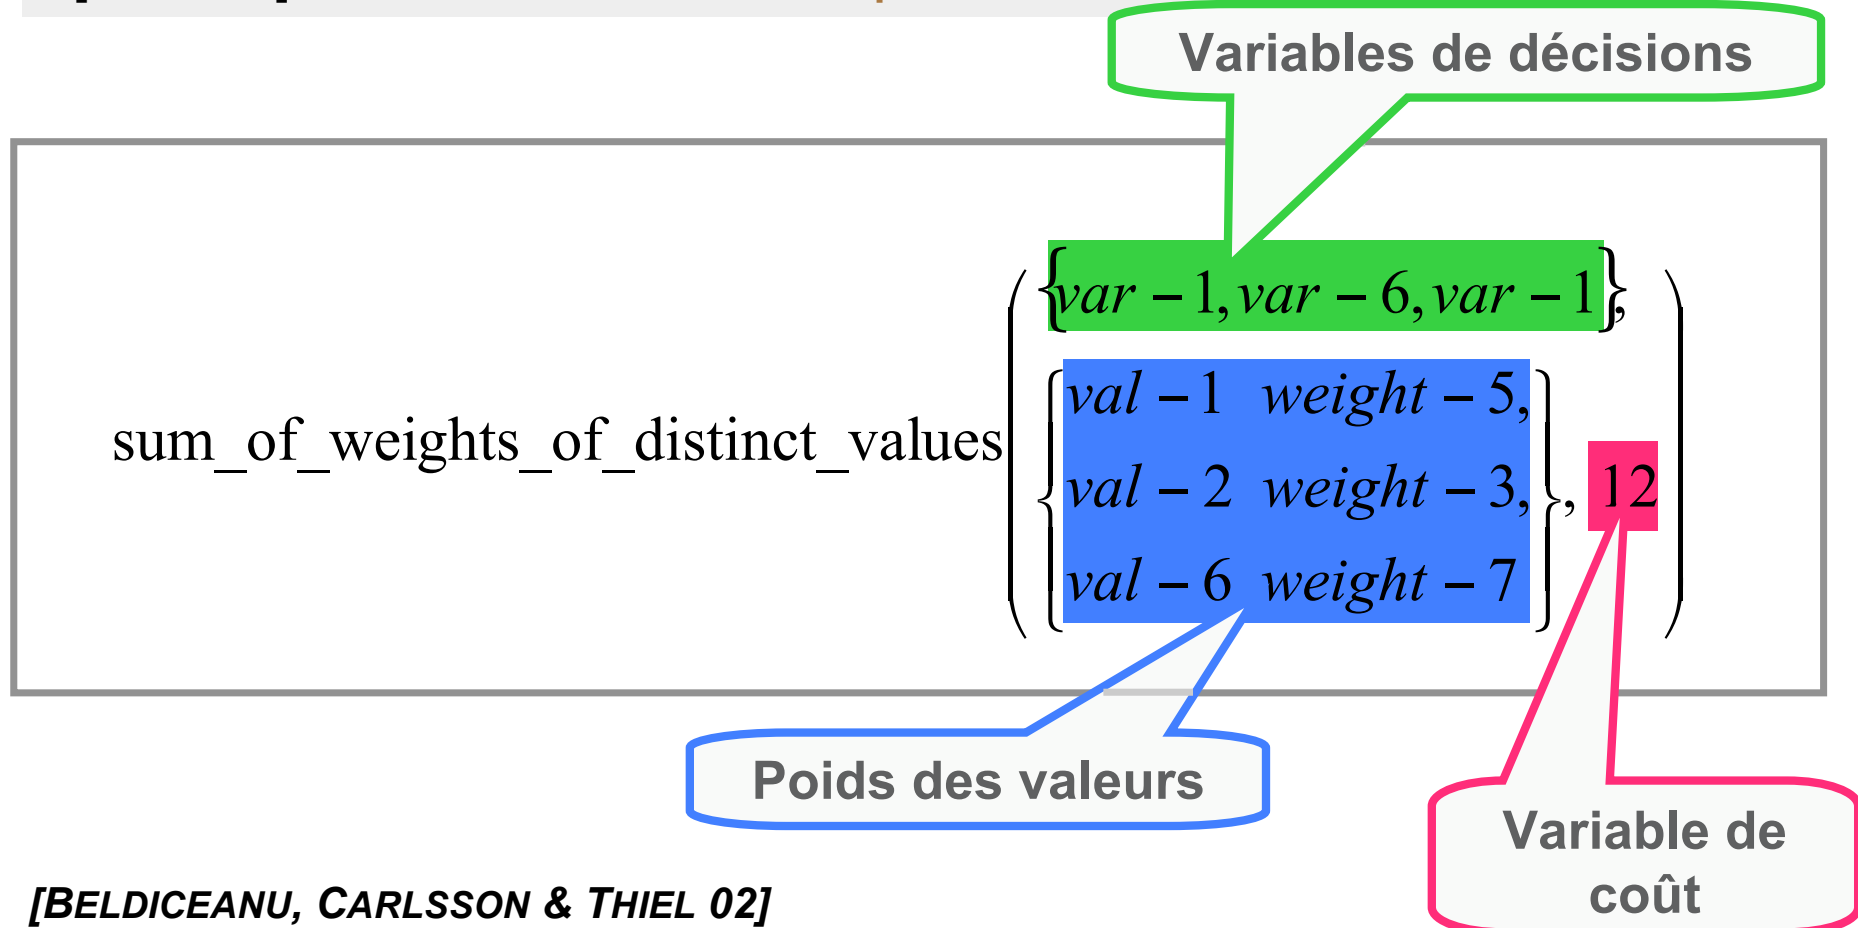 Variables de décisions
{var – 1, var – 6, var – 1},
val – 1 weight – 5,
sum_of_weights_of_distinct_values
val – 2 weight – 3, , 12
val – 6 weight – 7
Poids des valeurs
Variable de
coût
[BELDICEANU, CARLSSON & THIEL 02]